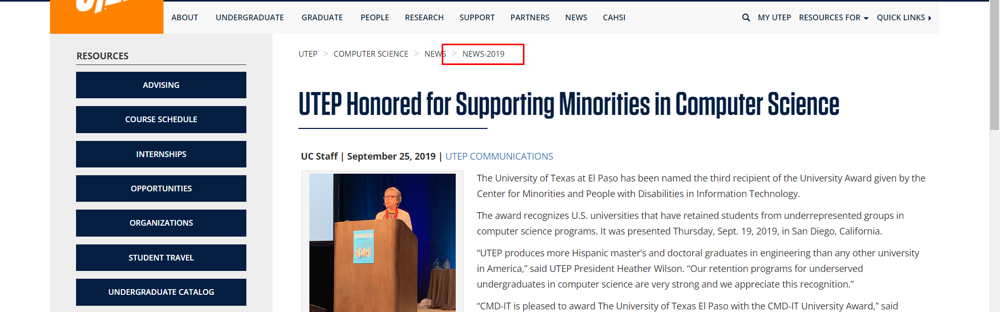 ABOUT UNDERGRADUATE GRADUATE PEOPLE RESEARCH SUPPORT PARTNERS NEWS CAHSI MY UTEP RESOURCES FOR QUICK LINKS
RESOURCES
ADVISING
COURSE SCHEDULE
INTERNSHIPS
OPPORTUNITIES
ORGANIZATIONS
STUDENT TRAVEL
UNDERGRADUATE CATALOG
UTEP > COMPUTER SCIENCE > NEWS > NEWS-2019
UTEP Honored for Supporting Minorities in Computer Science
UC Staff | September 25, 2019 | UTEP COMMUNICATIONS
The University of Texas at El Paso has been named the third recipient of the University Award given by the
Center for Minorities and People with Disabilities in Information Technology.
The award recognizes U.S. universities that have retained students from underrepresented groups in
computer science programs. It was presented Thursday, Sept. 19, 2019, in San Diego, California.
“UTEP produces more Hispanic master’s and doctoral graduates in engineering than any other university
in America,” said UTEP President Heather Wilson. “Our retention programs for underserved
undergraduates in computer science are very strong and we appreciate this recognition.”
“CMD-IT is pleased to award The University of Texas El Paso with the CMD-IT University Award,” said